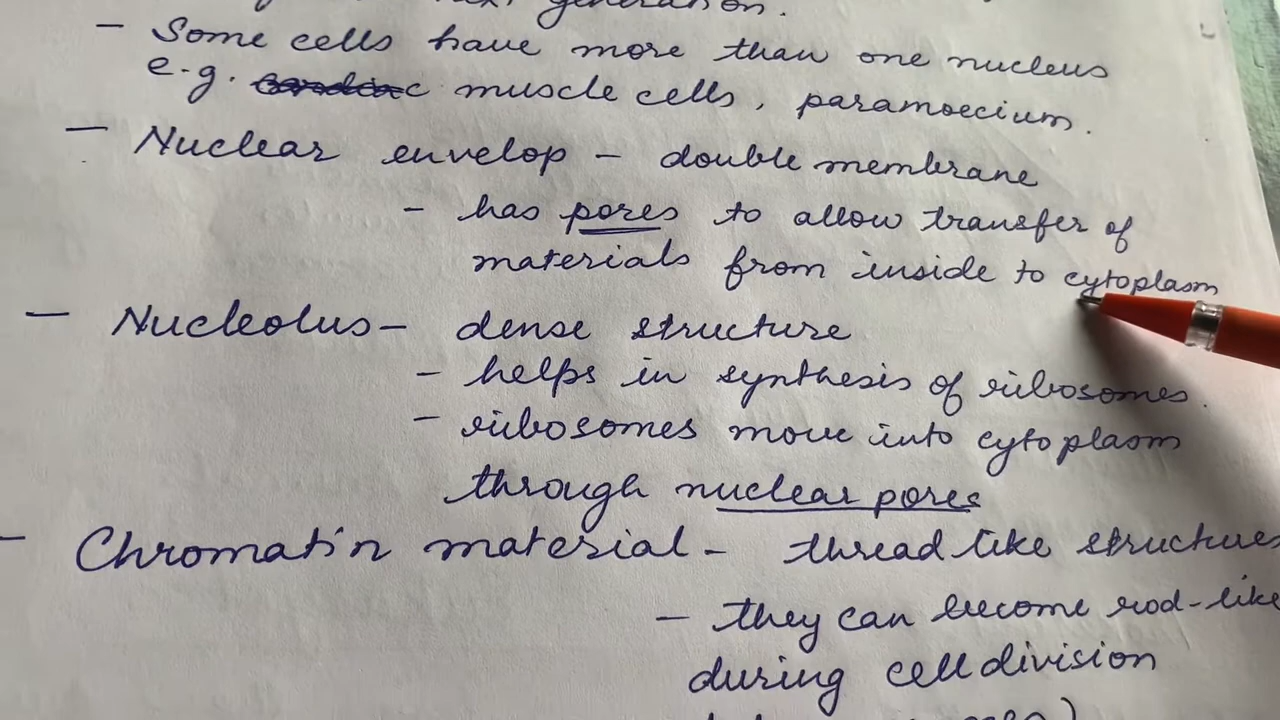 next generation.
- Some cells have more than one nucleus
e-g. muscle cells, paramoecium.
- Nuclear envelop - double membrane
- has pores to allow transfer of
materials from inside to cytoplasm
- Nucleolus - dense structure
- helps in synthesis of ribosomes.
- ribosomes move into cytoplasm
through nuclear pores
- Chromatin material - thread like structures
- they can become rod-like
during cell division